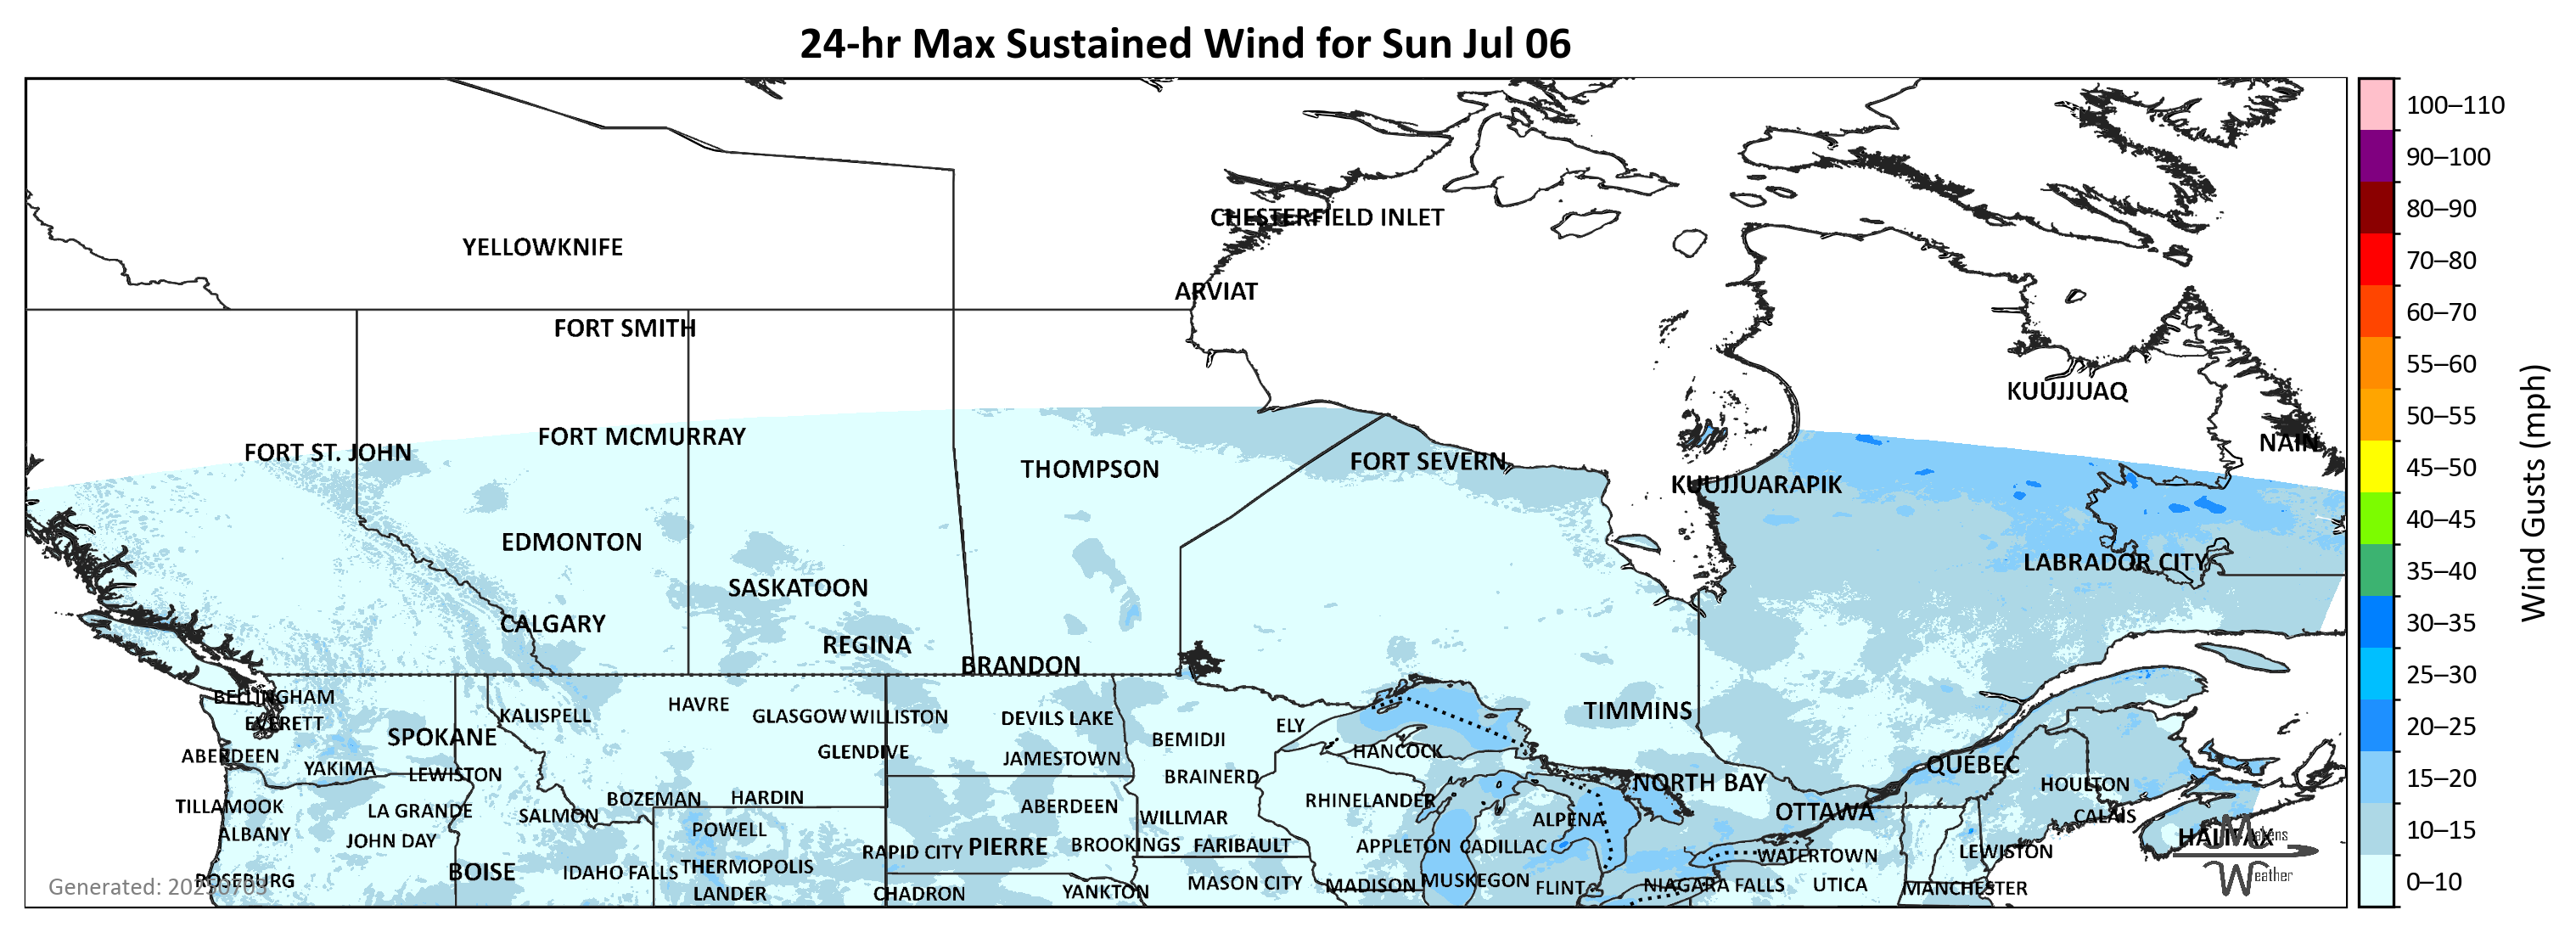 24-hr Max Sustained Wind for Sun Jul 06
100–110
90–100
80–90
70–80
60–70
55–60
50–55
45–50
40–45
35–40
30–35
25–30
20–25
15–20
10–15
0–10
Wind Gusts (mph)
CHESTERFIELD INLET
YELLOWKNIFE
ARVIAT
FORT SMITH
KUUJJUAQ
FORT MCMURRAY
NAIN
FORT ST. JOHN
FORT SEVERN
THOMPSON
KUUJJUARAPIK
EDMONTON
LABRADOR CITY
SASKATOON
CALGARY
REGINA
BRANDON
BELLINGHAM
HAVRE
TIMMINS
KALISPELL
GLASGOW
WILLISTON
DEVILS LAKE
EVERETT
ELY
SPOKANE
BEMIDJI
HANCOCK
GLENDIVE
ABERDEEN
JAMESTOWN
QUÉBEC
YAKIMA
LEWISTON
BRAINERD
NORTH BAY
HOULTON
BOZEMAN
HARDIN
RHINELANDER
TILLAMOOK
ABERDEEN
LA GRANDE
OTTAWA
SALMON
CALAIS
WILLMAR
ALPENA
POWELL
ALBANY
HALIFAX
JOHN DAY
BROOKINGS
FARIBAULT
APPLETON
CADILLAC
PIERRE
RAPID CITY
LEWISTON
WATERTOWN
THERMOPOLIS
BOISE
IDAHO FALLS
ROSEBURG
MUSKEGON
MASON CITY
MADISON
NIAGARA FALLS
UTICA
FLINT
MANCHESTER
YANKTON
LANDER
CHADRON
Makens
Weather